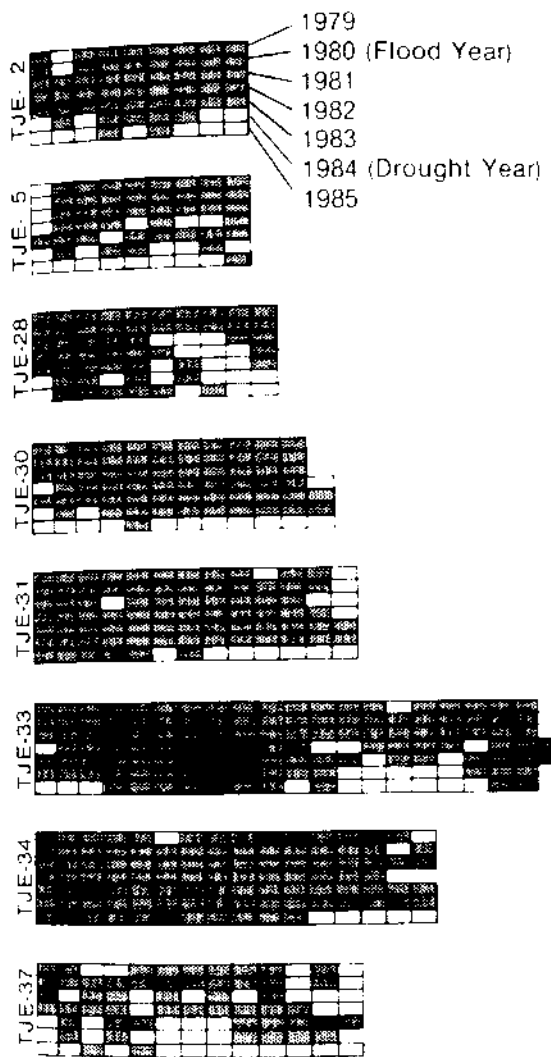 1979
1980 (Flood Year)
1981
1982
1983
1984 (Drought Year)
1985
TJE- 2
TJE- 5
TJE-28
TJE-30
TJE-31
TJE-33
TJE-34
TJE-37